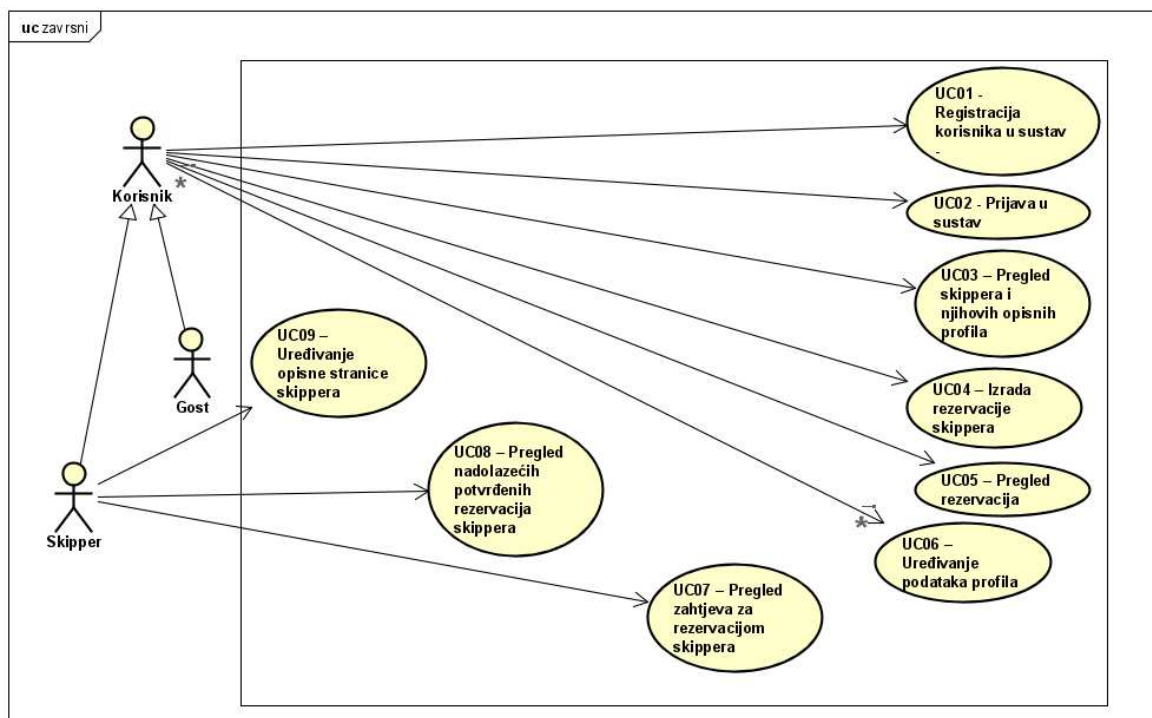 uc zavrsni
UC01 -
Registracija
korisnika u sustav
-
Korisnik
*
UC02 - Prijava u
sustav
UC03 – Pregled
skippera i
njihovih opisnih
profila
UC09 –
Uređivanje
opisne stranice
skippera
Gost
UC04 – Izrada
rezervacije
skippera
UC08 – Pregled
nadolazećih
potvrđenih
rezervacija
skippera
UC05 – Pregled
rezervacija
Skipper
*
UC06 –
Uređivanje
podataka profila
UC07 – Pregled
zahtjeva za
rezervacijom
skippera